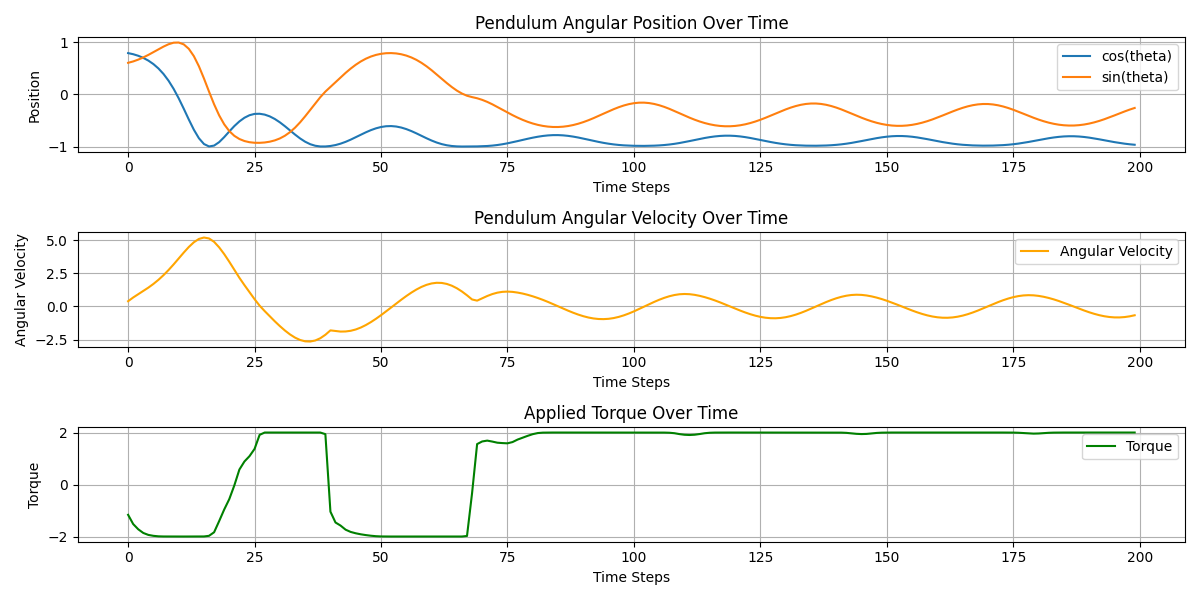 Pendulum Angular Position Over Time
Position
1
0
−1
cos(theta)
sin(theta)
0 25 50 75 100 125 150 175 200
Time Steps
Pendulum Angular Velocity Over Time
Angular Velocity
5.0
2.5
0.0
−2.5
Angular Velocity
0 25 50 75 100 125 150 175 200
Time Steps
Applied Torque Over Time
Torque
2
0
−2
Torque
0 25 50 75 100 125 150 175 200
Time Steps